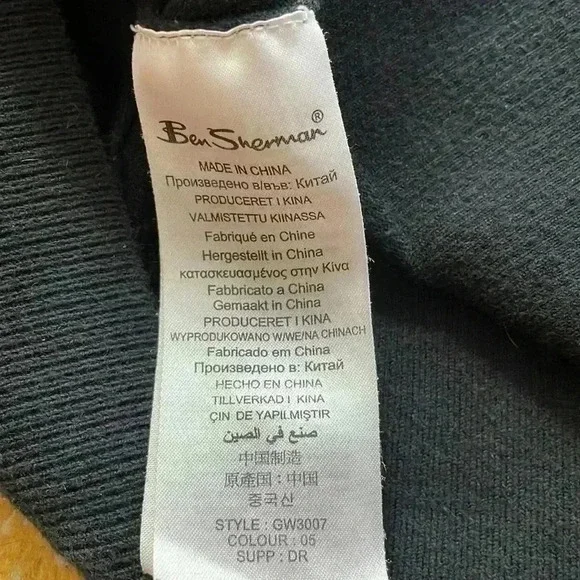 Ben Sherman®
MADE IN CHINA
Произведено в/във: Китай
PRODUCERET I KINA
VALMISTETTU KIINASSA
Fabriqué en Chine
Hergestellt in China
κατασκευασμένος στην Κίνα
Fabbricato a China
Gemaakt in China
PRODUCERET I KINA
WYPRODUKOWANO W/WE/NA CHINACH
Fabricado em China
Произведено в: Китай
HECHO EN CHINA
TILLVERKAD I KINA
ÇIN DE YAPILMIŞTIR
صنع في الصين
中国制造
原產國：中国
중국산
STYLE : GW3007
COLOUR : 05
SUPP : DR